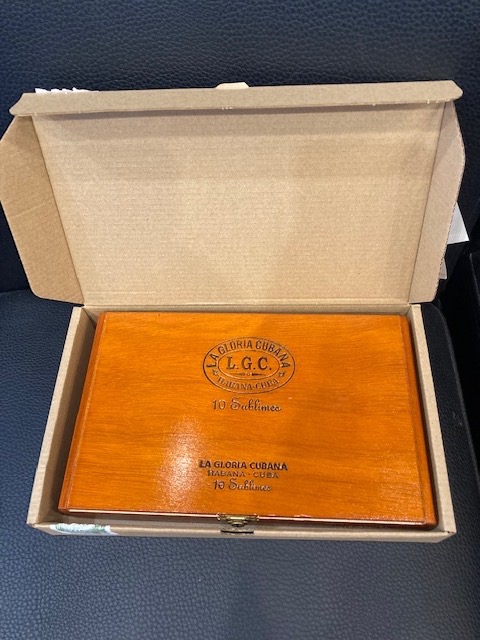 LA GLORIA CUBANA
L.G.C.
HABANA-CUBA
10 Sublimes
LA GLORIA CUBANA
HABANA - CUBA
10 Sublimes